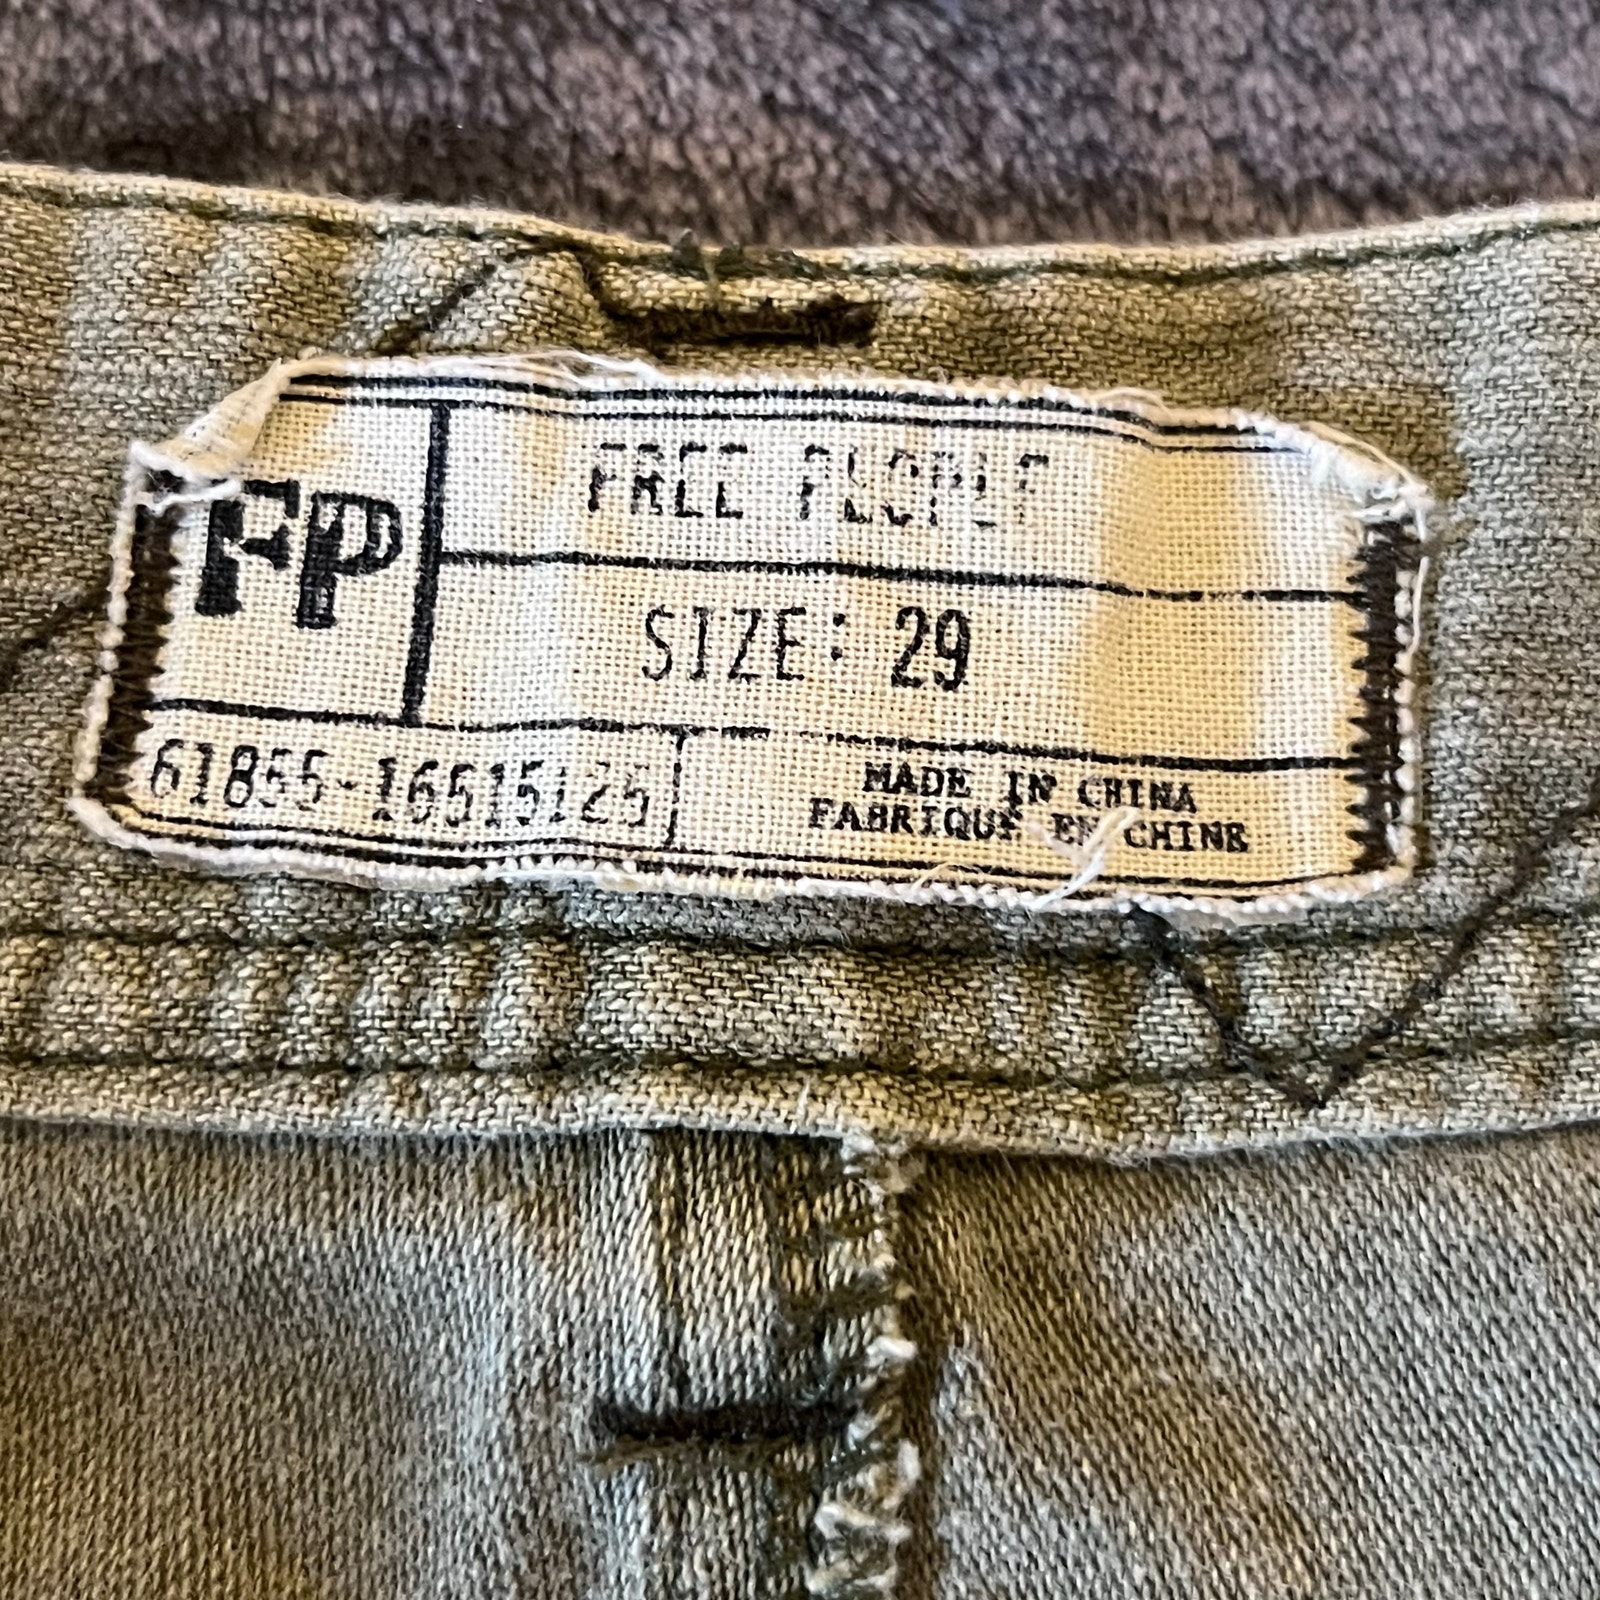 FP
FREE PEOPLE
SIZE: 29
61855-16515125
MADE IN CHINA
FABRIQUE EN CHINE